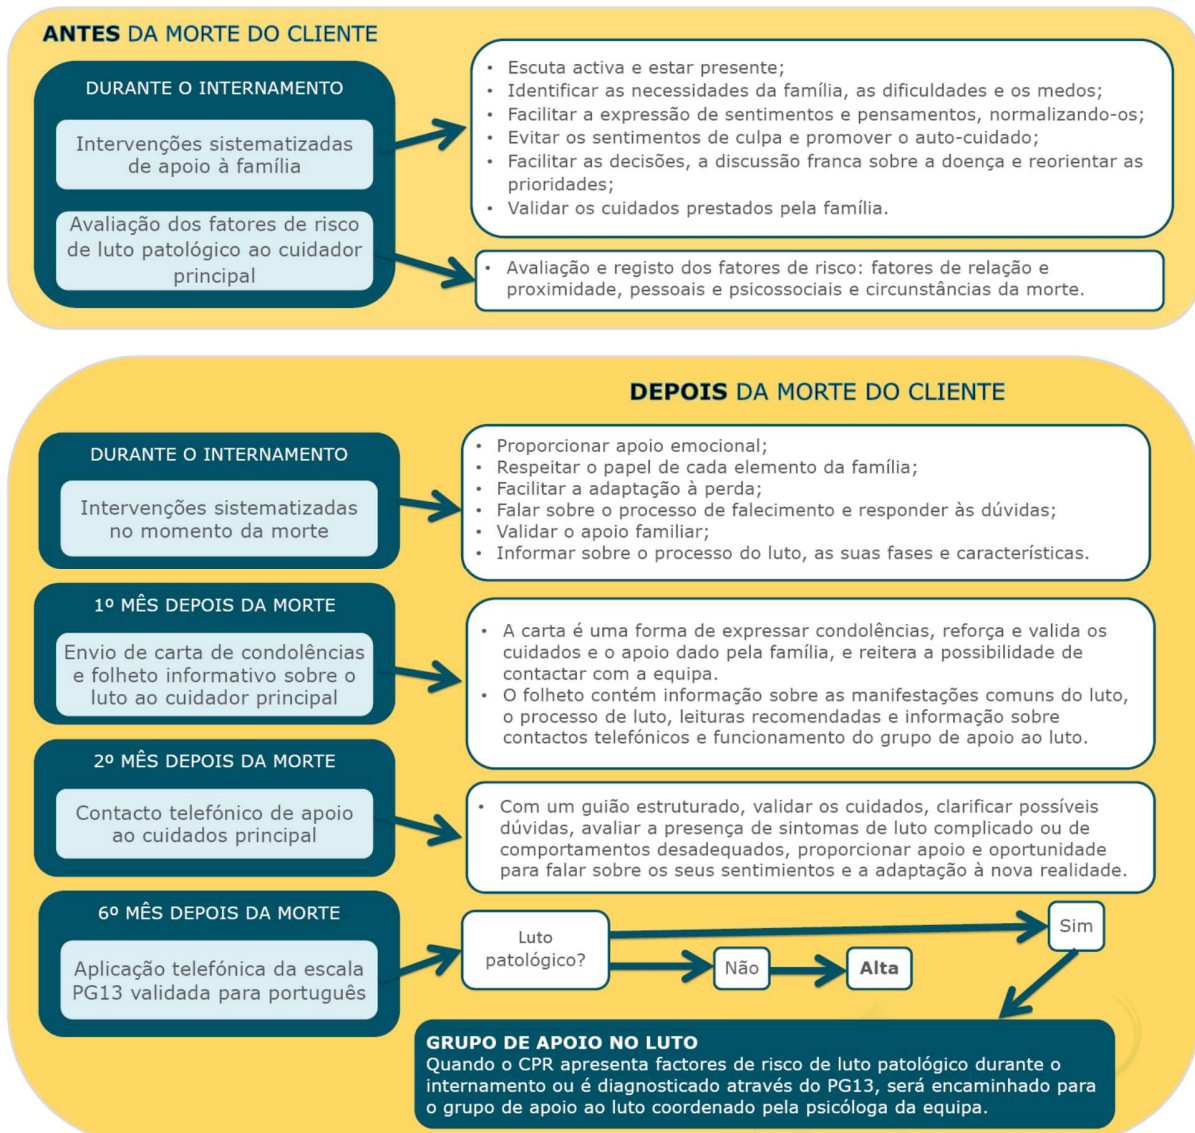 ANTES DA MORTE DO CLIENTE
DURANTE O INTERNAMENTO
Intervenções sistematizadas
de apoio à família
• Escuta activa e estar presente;
• Identificar as necessidades da família, as dificuldades e os medos;
• Facilitar a expressão de sentimentos e pensamentos, normalizando-os;
• Evitar os sentimentos de culpa e promover o auto-cuidado;
• Facilitar as decisões, a discussão franca sobre a doença e reorientar as
prioridades;
• Validar os cuidados prestados pela família.
Avaliação dos fatores de risco
de luto patológico ao cuidador
principal
• Avaliação e registo dos fatores de risco: fatores de relação e
proximidade, pessoais e psicossociais e circunstâncias da morte.
DEPOIS DA MORTE DO CLIENTE
DURANTE O INTERNAMENTO
Intervenções sistematizadas
no momento da morte
• Proporcionar apoio emocional;
• Respeitar o papel de cada elemento da família;
• Facilitar a adaptação à perda;
• Falar sobre o processo de falecimento e responder às dúvidas;
• Validar o apoio familiar;
• Informar sobre o processo do luto, as suas fases e características.
1º MÊS DEPOIS DA MORTE
Envio de carta de condolências
e folheto informativo sobre o
luto ao cuidador principal
• A carta é uma forma de expressar condolências, reforça e valida os
cuidados e o apoio dado pela família, e reitera a possibilidade de
contactar com a equipa.
• O folheto contém informação sobre as manifestações comuns do luto,
o processo de luto, leituras recomendadas e informação sobre
contactos telefónicos e funcionamento do grupo de apoio ao luto.
2º MÊS DEPOIS DA MORTE
Contacto telefónico de apoio
ao cuidados principal
• Com um guião estruturado, validar os cuidados, clarificar possíveis
dúvidas, avaliar a presença de sintomas de luto complicado ou de
comportamentos desadequados, proporcionar apoio e oportunidade
para falar sobre os seus sentimientos e a adaptação à nova realidade.
6º MÊS DEPOIS DA MORTE
Aplicação telefónica da escala
PG13 validada para português
Luto
patológico?
Sim
Não
Alta
GRUPO DE APOIO NO LUTO
Quando o CPR apresenta factores de risco de luto patológico durante o
internamento ou é diagnosticado através do PG13, será encaminhado para
o grupo de apoio ao luto coordenado pela psicóloga da equipa.